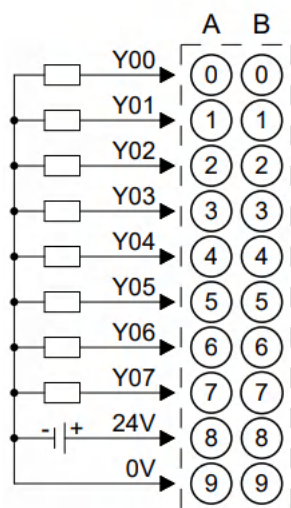 A B
Y00 0 0
Y01 1 1
Y02 2 2
Y03 3 3
Y04 4 4
Y05 5 5
Y06 6 6
Y07 7 7
- + 24V 8 8
0V 9 9